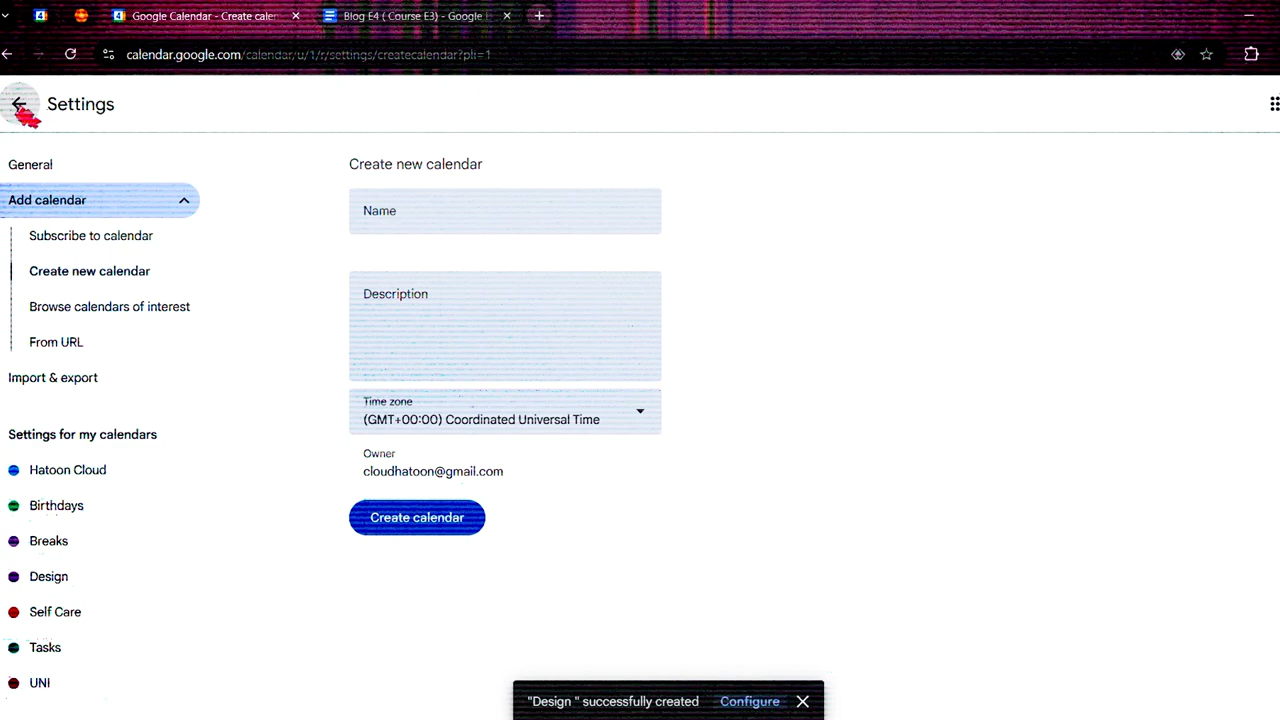 Google Calendar - Create caler
Blog E4 ( Course E3) - Google
calendar.google.com/calendar/u/1/r/settings/createcalendar?pli=1
Settings
General
Add calendar
Subscribe to calendar
Create new calendar
Browse calendars of interest
From URL
Import & export
Settings for my calendars
Hatoon Cloud
Birthdays
Breaks
Design
Self Care
Tasks
UNI
Create new calendar
Name
Description
Time zone
(GMT+00:00) Coordinated Universal Time
Owner
cloudhatoon@gmail.com
Create calendar
"Design " successfully created Configure